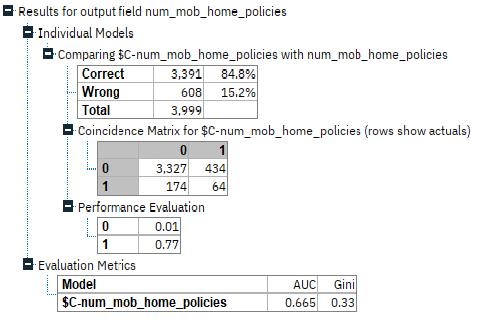 Results for output field num_mob_home_policies
Individual Models
Comparing $C-num_mob_home_policies with num_mob_home_policies
Correct 3,391 84.8%
Wrong 608 15.2%
Total 3,999
Coincidence Matrix for $C-num_mob_home_policies (rows show actuals)
0 1
0 3,327 434
1 174 64
Performance Evaluation
0 0.01
1 0.77
Evaluation Metrics
Model AUC Gini
$C-num_mob_home_policies 0.665 0.33